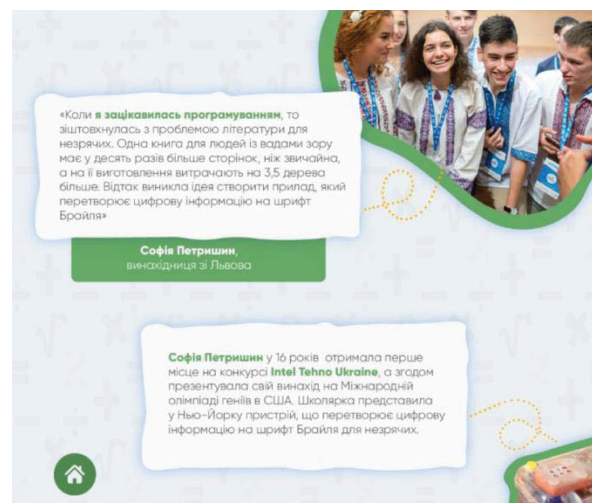 «Коли я зацікавилась програмуванням, то
зіштовхнулась з проблемою літератури для
незрячих. Одна книга для людей із вадами зору
має у десять разів більше сторінок, ніж звичайна,
а на її виготовлення витрачають на 3,5 дерева
більше. Відтак виникла ідея створити прилад, який
перетворює цифрову інформацію на шрифт
Брайля»
Софія Петришин,
винахідниця зі Львова
Софія Петришин у 16 років отримала перше
місце на конкурсі Intel Tehno Ukraine, а згодом
презентувала свій винахід на Міжнародній
олімпіаді геніїв в США. Школярка представила
у Нью-Йорку пристрій, що перетворює цифрову
інформацію на шрифт Брайля для незрячих.